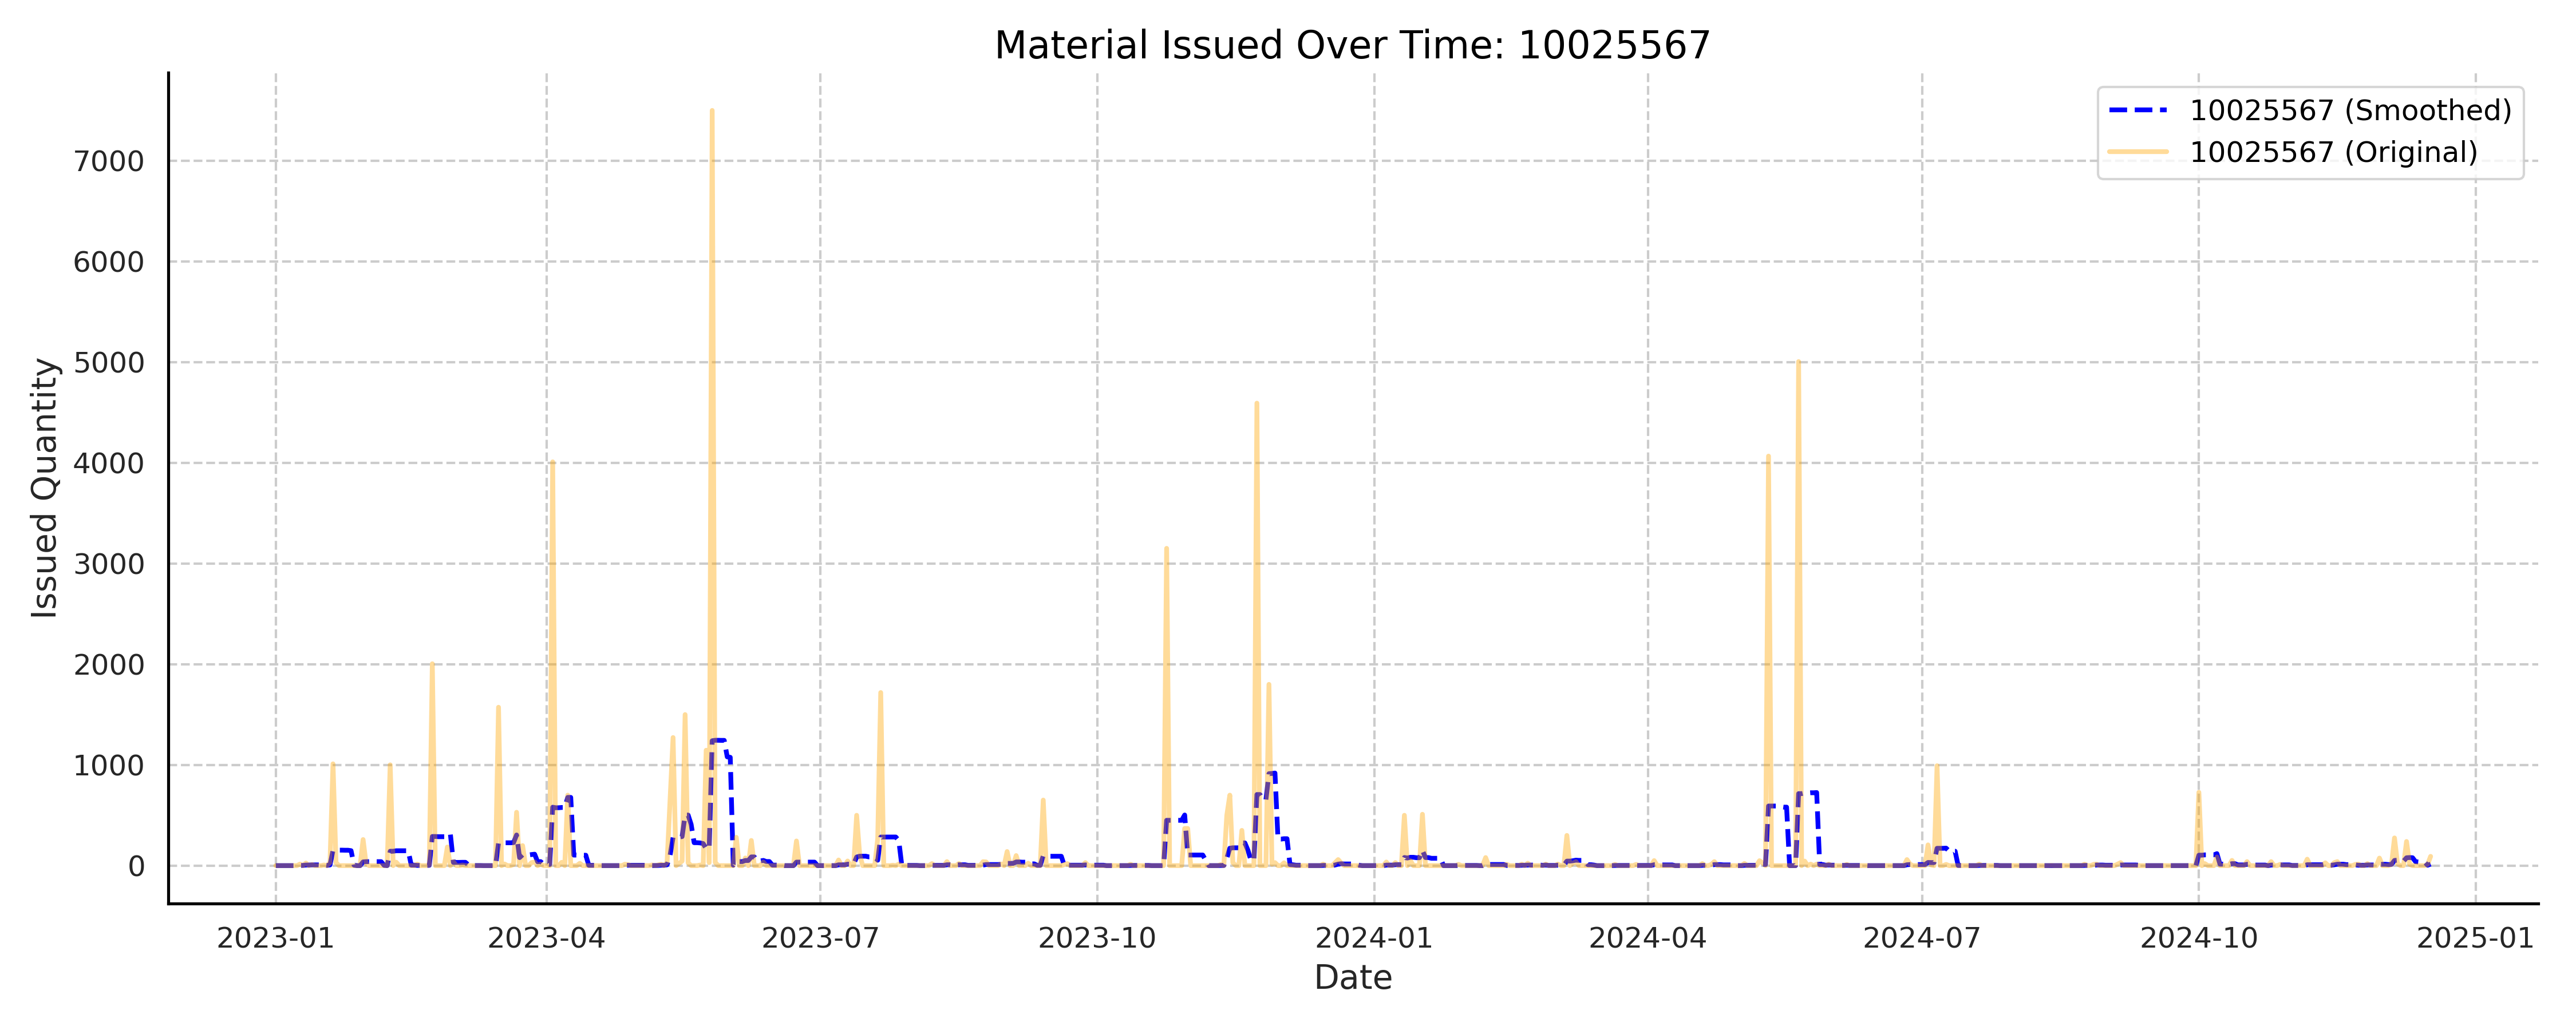 Material Issued Over Time: 10025567
10025567 (Smoothed)
10025567 (Original)
Issued Quantity
7000
6000
5000
4000
3000
2000
1000
0
2023-01 2023-04 2023-07 2023-10 2024-01 2024-04 2024-07 2024-10 2025-01
Date